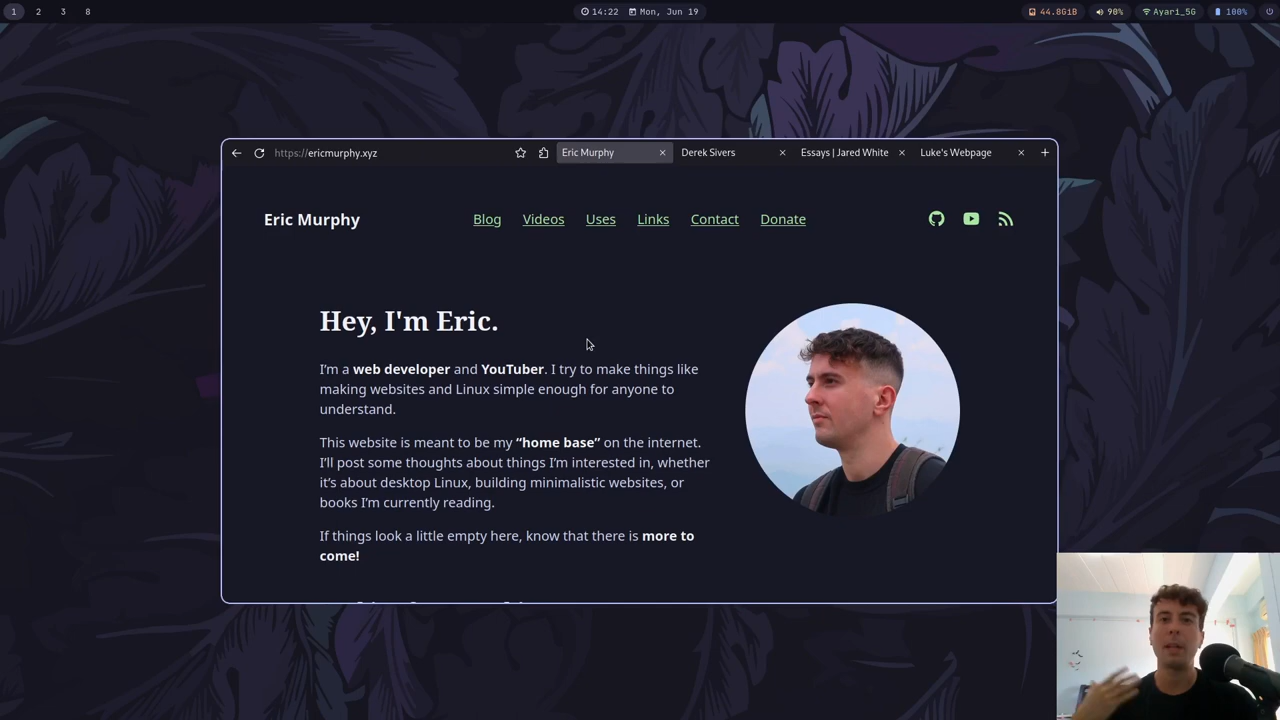 1 2 3 8 14:22 Mon, Jun 19 44.8GiB 90% Ayari_5G 100%
https://ericmurphy.xyz Eric Murphy Derek Sivers Essays | Jared White Luke's Webpage
Eric Murphy Blog Videos Uses Links Contact Donate
Hey, I'm Eric.
I’m a web developer and YouTuber. I try to make things like
making websites and Linux simple enough for anyone to
understand.
This website is meant to be my “home base” on the internet.
I’ll post some thoughts about things I’m interested in, whether
it’s about desktop Linux, building minimalistic websites, or
books I’m currently reading.
If things look a little empty here, know that there is more to
come!